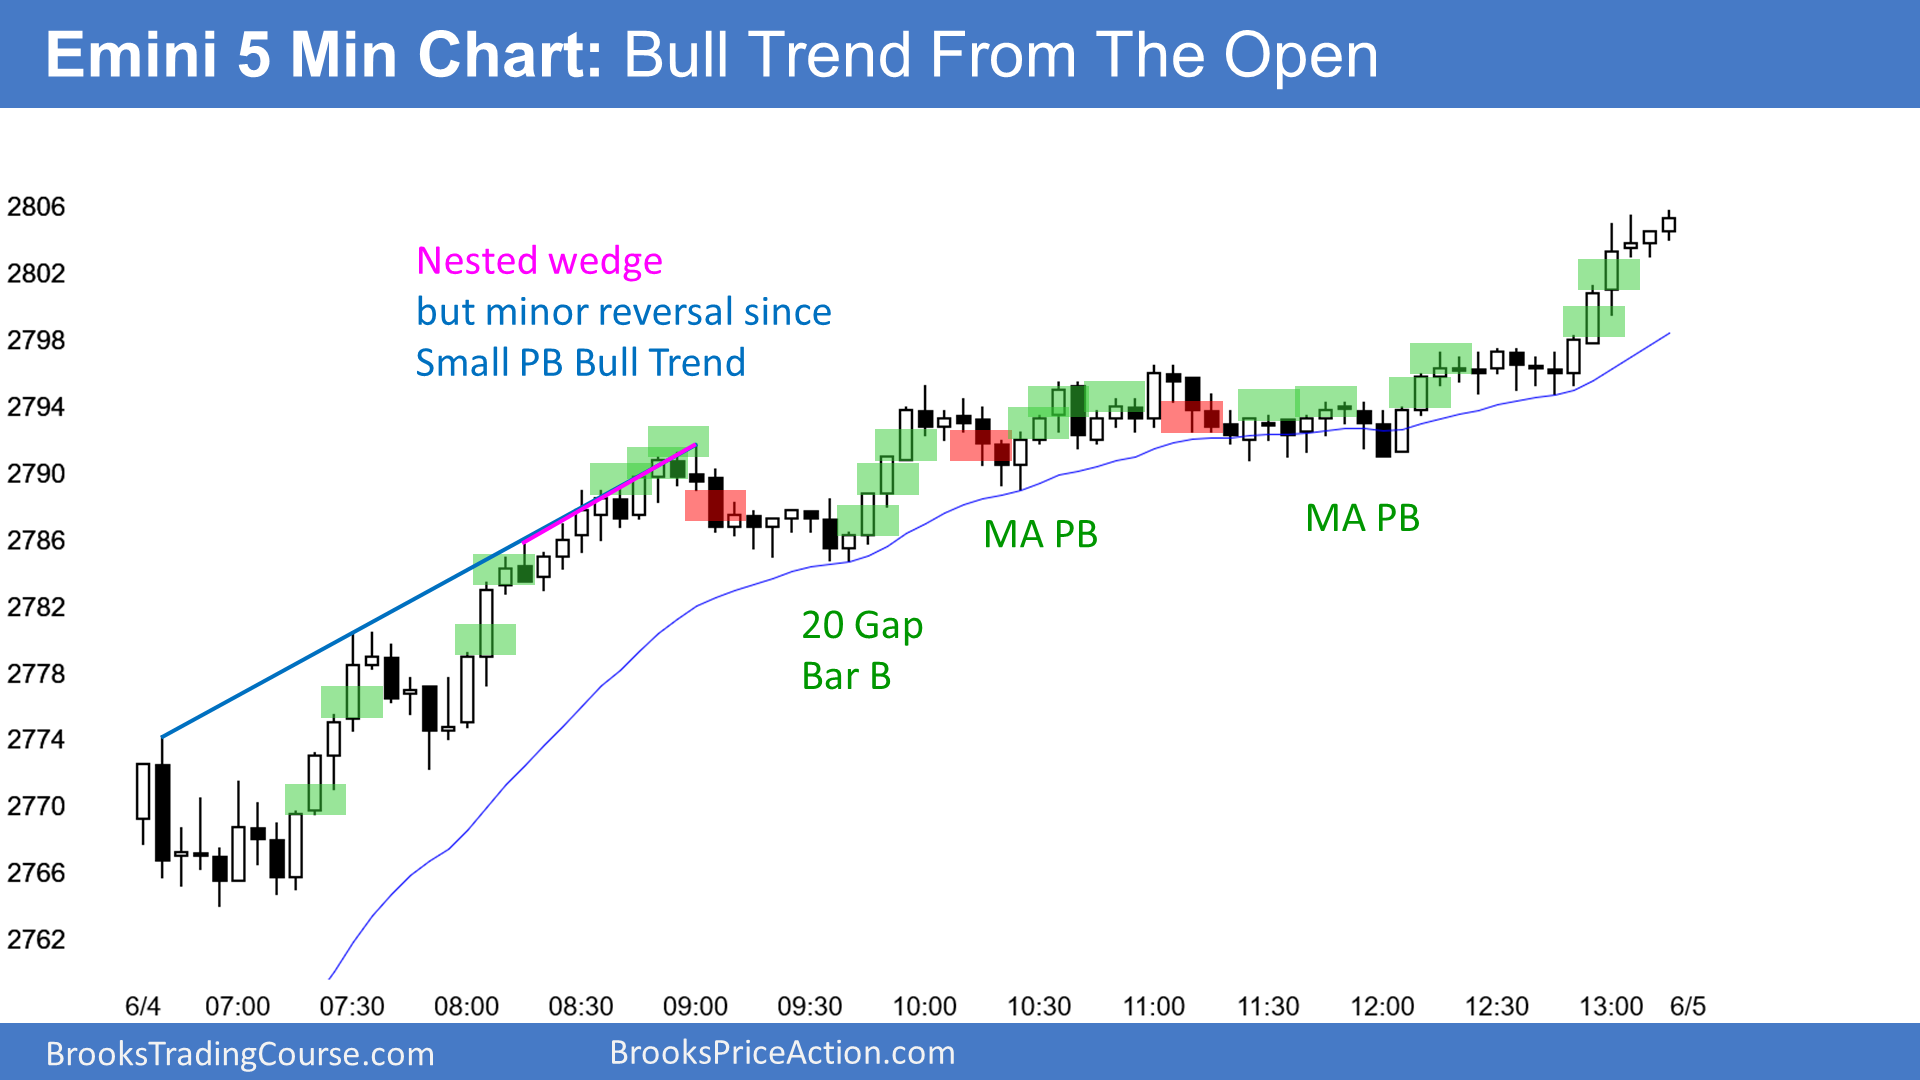 Emini 5 Min Chart: Bull Trend From The Open
2806
2802
2798
2794
2790
2786
2782
2778
2774
2770
2766
2762
Nested wedge
but minor reversal since
Small PB Bull Trend
20 Gap
Bar B
MA PB
MA PB
6/4 07:00 07:30 08:00 08:30 09:00 09:30 10:00 10:30 11:00 11:30 12:00 12:30 13:00 6/5
BrooksTradingCourse.com BrooksPriceAction.com